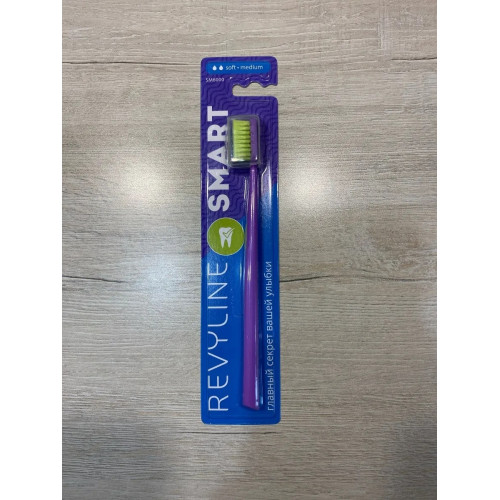 soft • medium
SM6000
REVYLINE SMART
главный секрет вашей улыбки